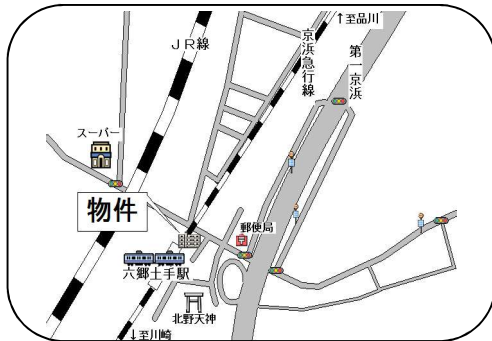 ↑至品川
JR線
京浜急行線
第一京浜
スーパー
物件
郵便局
六郷土手駅
北野天神
↓至川崎